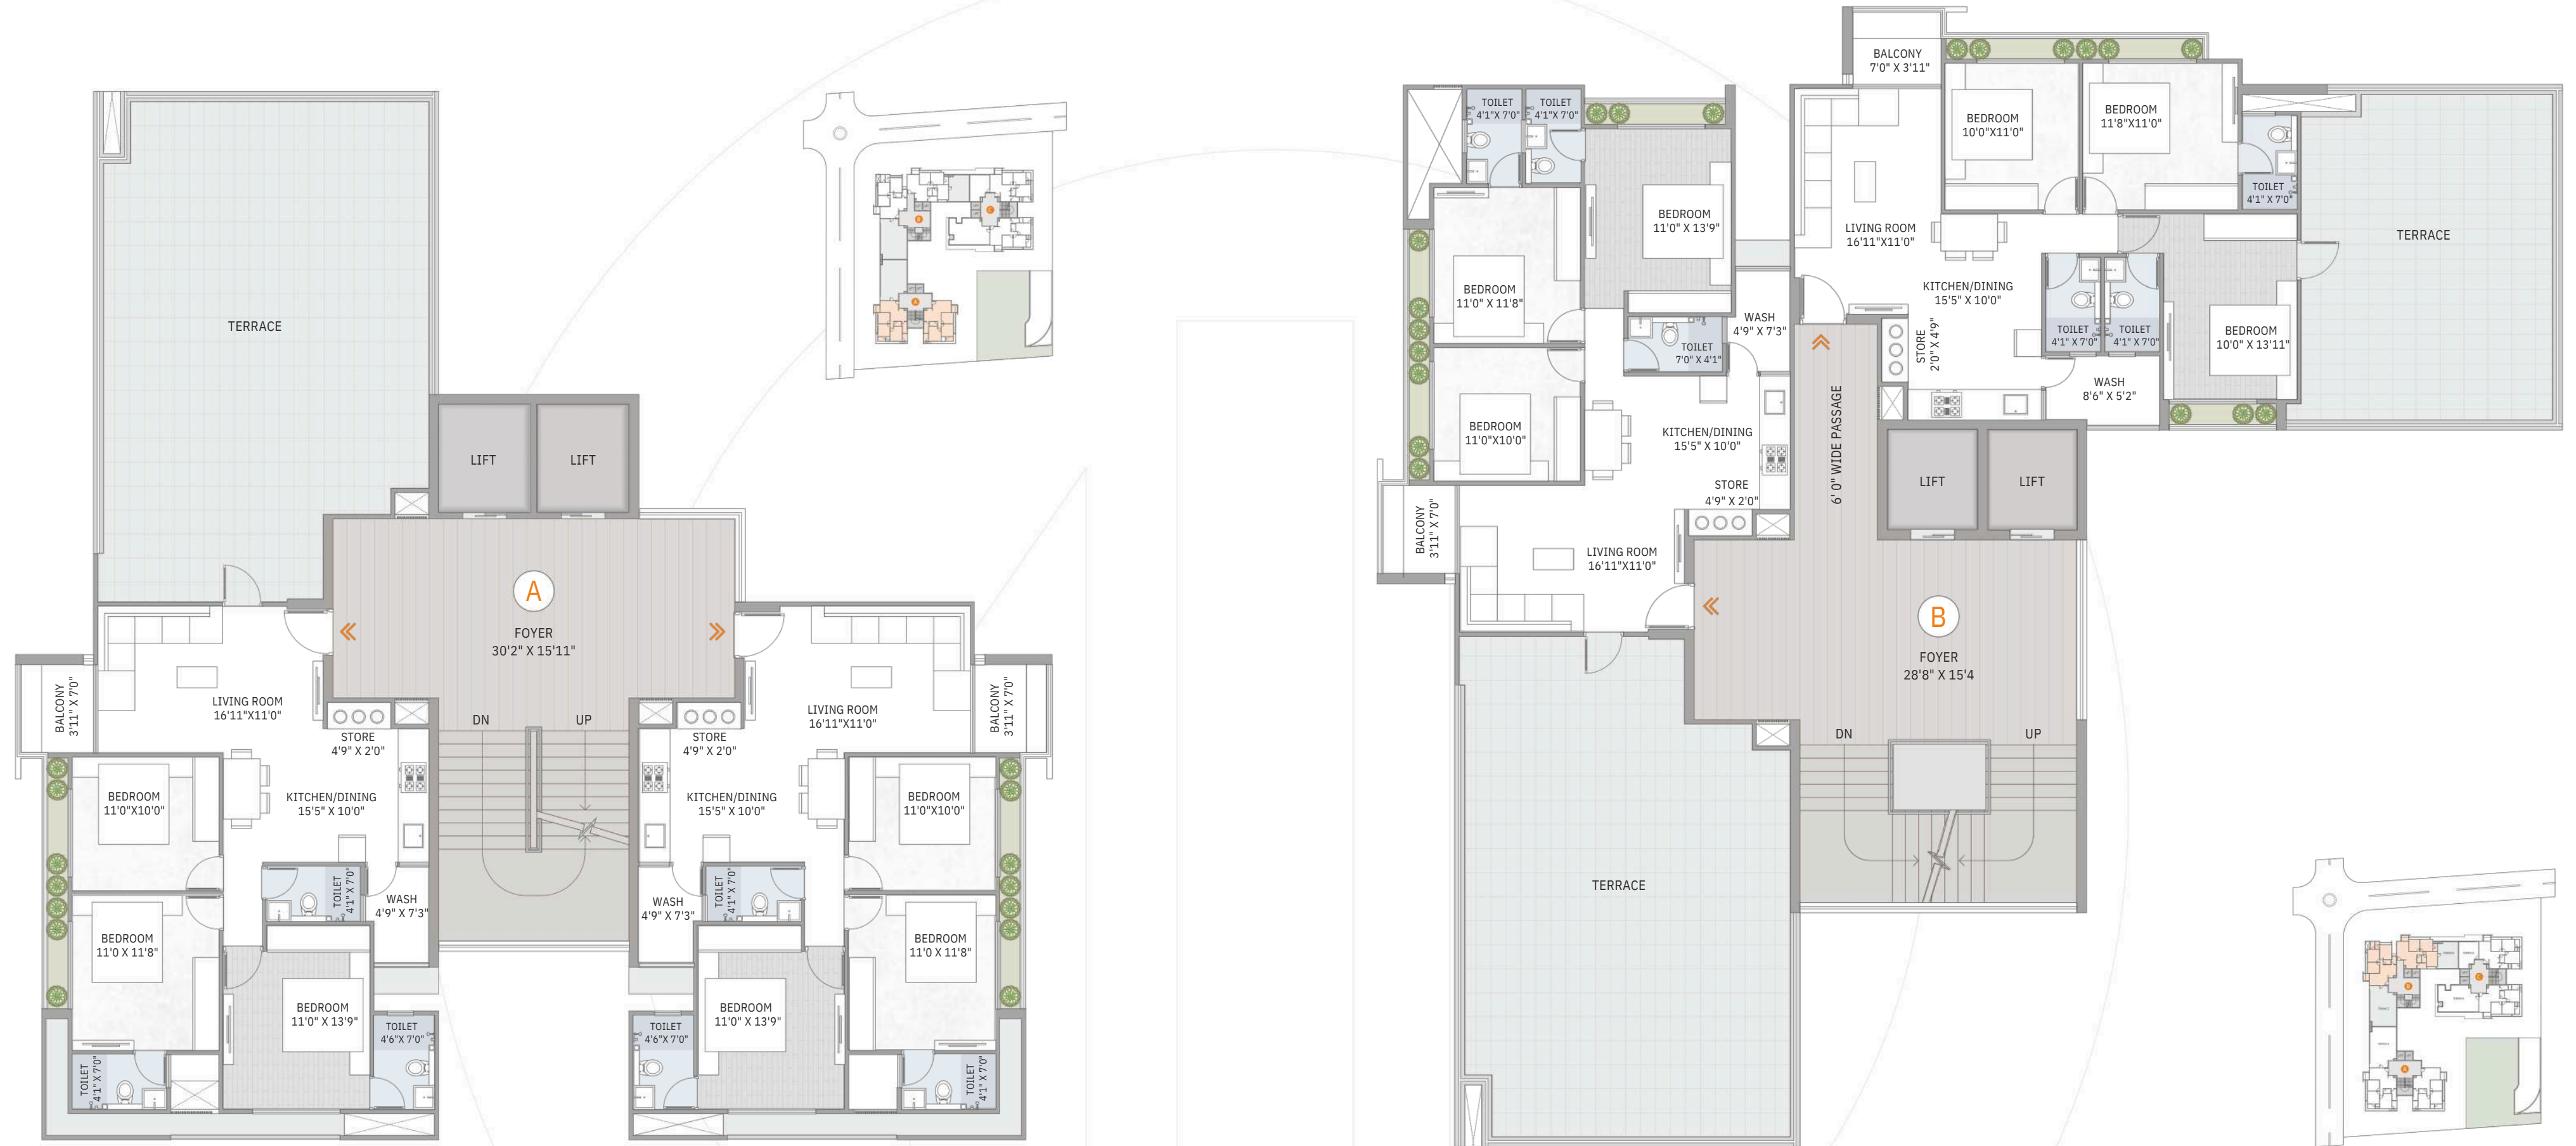 TERRACE
LIFT
LIFT
A
FOYER
30'2" X 15'11"
DN
UP
BALCONY
3'11" X 7'0"
LIVING ROOM
16'11"X11'0"
STORE
4'9" X 2'0"
BEDROOM
11'0"X10'0"
KITCHEN/DINING
15'5" X 10'0"
TOILET
4'1" X 7'0"
WASH
4'9" X 7'3"
BEDROOM
11'0 X 11'8"
BEDROOM
11'0" X 13'9"
TOILET
4'6"X 7'0"
TOILET
4'1" X 7'0"
LIVING ROOM
16'11"X11'0"
BALCONY
3'11" X 7'0"
STORE
4'9" X 2'0"
KITCHEN/DINING
15'5" X 10'0"
BEDROOM
11'0"X10'0"
TOILET
4'1" X 7'0"
WASH
4'9" X 7'3"
BEDROOM
11'0 X 11'8"
BEDROOM
11'0" X 13'9"
TOILET
4'6"X 7'0"
TOILET
4'1" X 7'0"
TOILET
4'1"X 7'0"
TOILET
4'1"X 7'0"
BEDROOM
11'0" X 13'9"
BEDROOM
11'0" X 11'8"
WASH
4'9" X 7'3"
TOILET
7'0" X 4'1"
BEDROOM
11'0"X10'0"
KITCHEN/DINING
15'5" X 10'0"
STORE
4'9" X 2'0"
BALCONY
3'11" X 7'0"
LIVING ROOM
16'11"X11'0"
TERRACE
BALCONY
7'0" X 3'11"
BEDROOM
10'0"X11'0"
BEDROOM
11'8"X11'0"
TOILET
4'1" X 7'0"
LIVING ROOM
16'11"X11'0"
TERRACE
KITCHEN/DINING
15'5" X 10'0"
STORE
2'0" X 4'9"
TOILET
4'1" X 7'0"
TOILET
4'1" X 7'0"
BEDROOM
10'0" X 13'11"
WASH
8'6" X 5'2"
6' 0" WIDE PASSAGE
LIFT
LIFT
B
FOYER
28'8" X 15'4
DN
UP